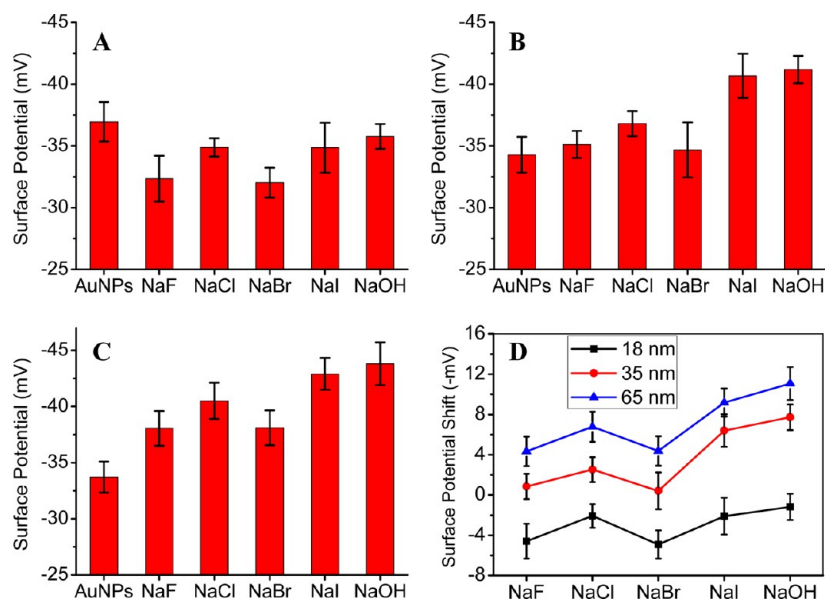 A
Surface Potential (mV)
-45
-40
-35
-30
-25
AuNPs NaF NaCl NaBr NaI NaOH
B
Surface Potential (mV)
-45
-40
-35
-30
-25
AuNPs NaF NaCl NaBr NaI NaOH
C
Surface Potential (mV)
-45
-40
-35
-30
-25
AuNPs NaF NaCl NaBr NaI NaOH
D
Surface Potential Shift (-mV)
16
12
8
4
0
-4
-8
18 nm
35 nm
65 nm
NaF NaCl NaBr NaI NaOH